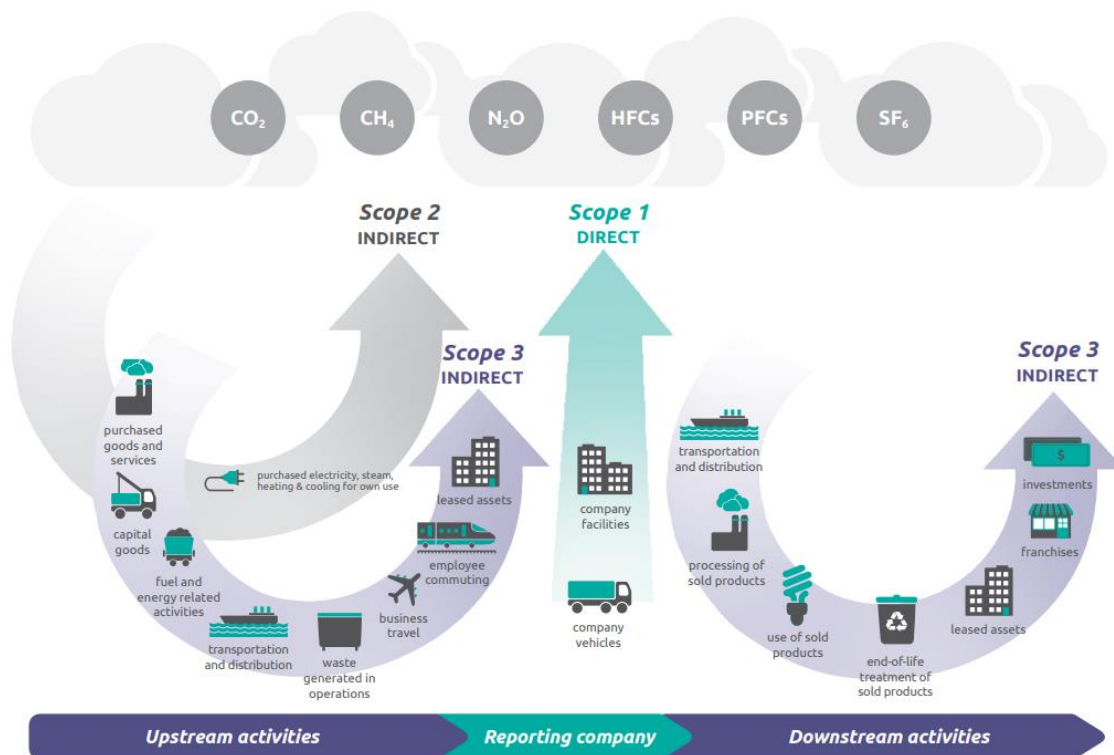 CO₂
CH₄
N₂O
HFCs
PFCs
SF₆
Scope 2
INDIRECT
Scope 1
DIRECT
Scope 3
INDIRECT
Scope 3
INDIRECT
purchased
goods and
services
capital
goods
fuel and
energy related
activities
purchased electricity, steam,
heating & cooling for own use
transportation
and distribution
waste
generated in
operations
business
travel
employee
commuting
leased assets
company
facilities
company
vehicles
transportation
and distribution
processing of
sold products
use of sold
products
end-of-life
treatment of
sold products
leased assets
franchises
$
investments
Upstream activities
Reporting company
Downstream activities